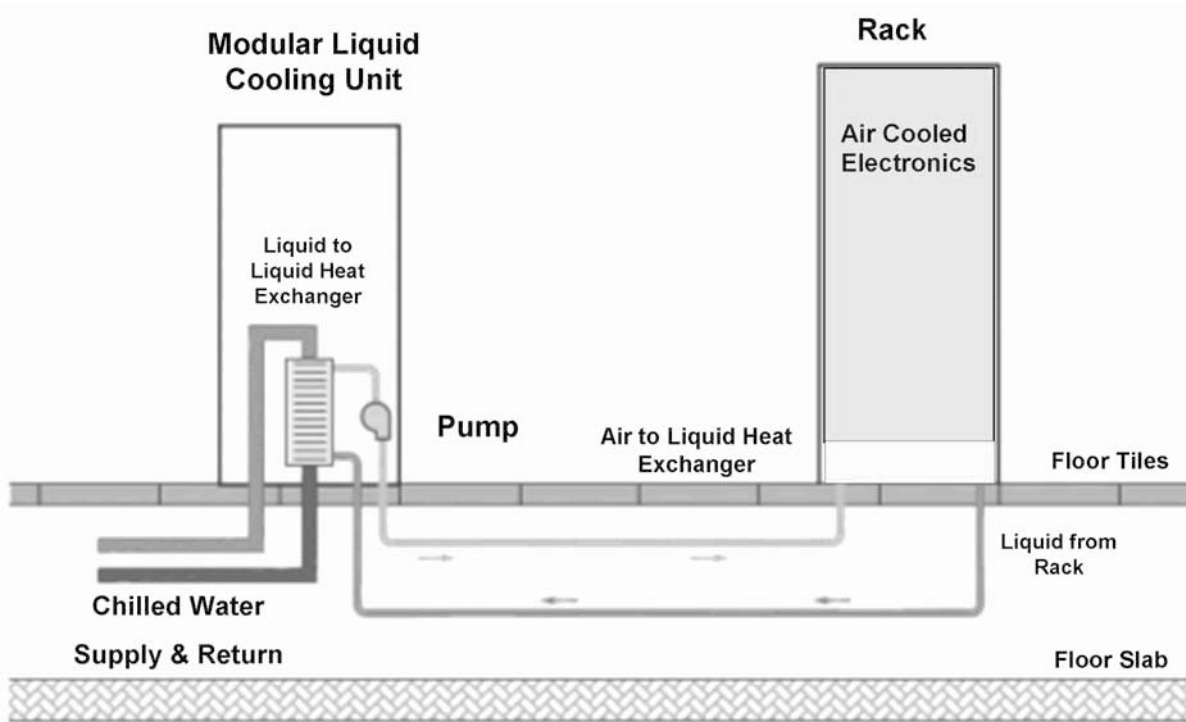 Modular Liquid
Cooling Unit
Rack
Air Cooled
Electronics
Liquid to
Liquid Heat
Exchanger
Pump
Air to Liquid Heat
Exchanger
Floor Tiles
Liquid from
Rack
Chilled Water
Supply & Return
Floor Slab